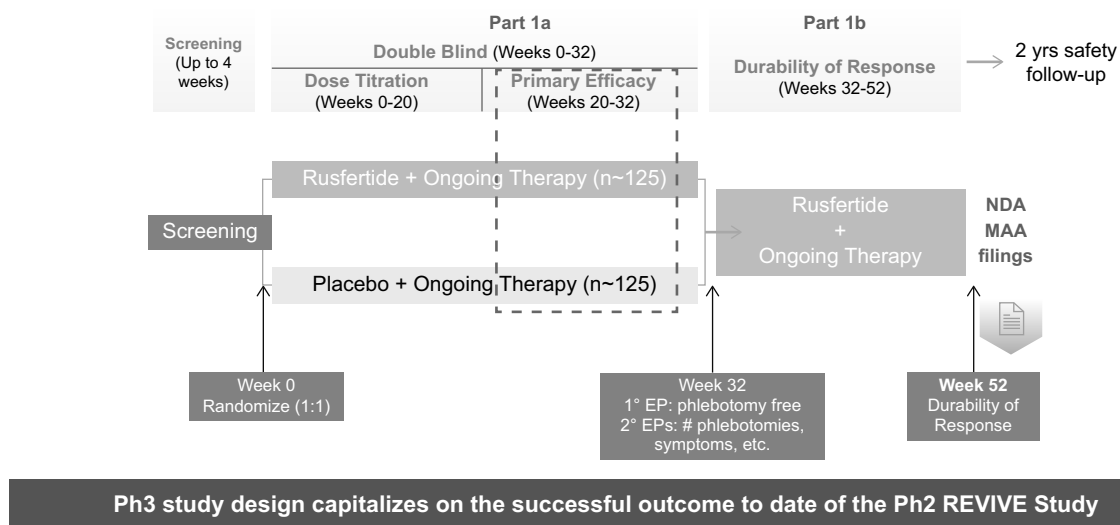 Screening
(Up to 4
weeks)
Part 1a
Double Blind (Weeks 0-32)
Dose Titration
(Weeks 0-20)
Primary Efficacy
(Weeks 20-32)
Part 1b
Durability of Response
(Weeks 32-52)
2 yrs safety
follow-up
Screening
Rusfertide + Ongoing Therapy (n~125)
Placebo + Ongoing Therapy (n~125)
Rusfertide
+
Ongoing Therapy
NDA
MAA
filings
Week 0
Randomize (1:1)
Week 32
1° EP: phlebotomy free
2° EPs: # phlebotomies,
symptoms, etc.
Week 52
Durability of
Response
Ph3 study design capitalizes on the successful outcome to date of the Ph2 REVIVE Study